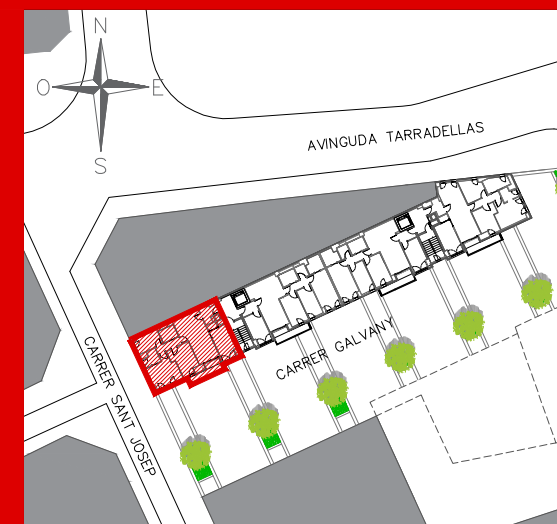 N
O
E
S
AVINGUDA TARRADELLAS
CARRER GALVANY
CARRER SANT JOSEP